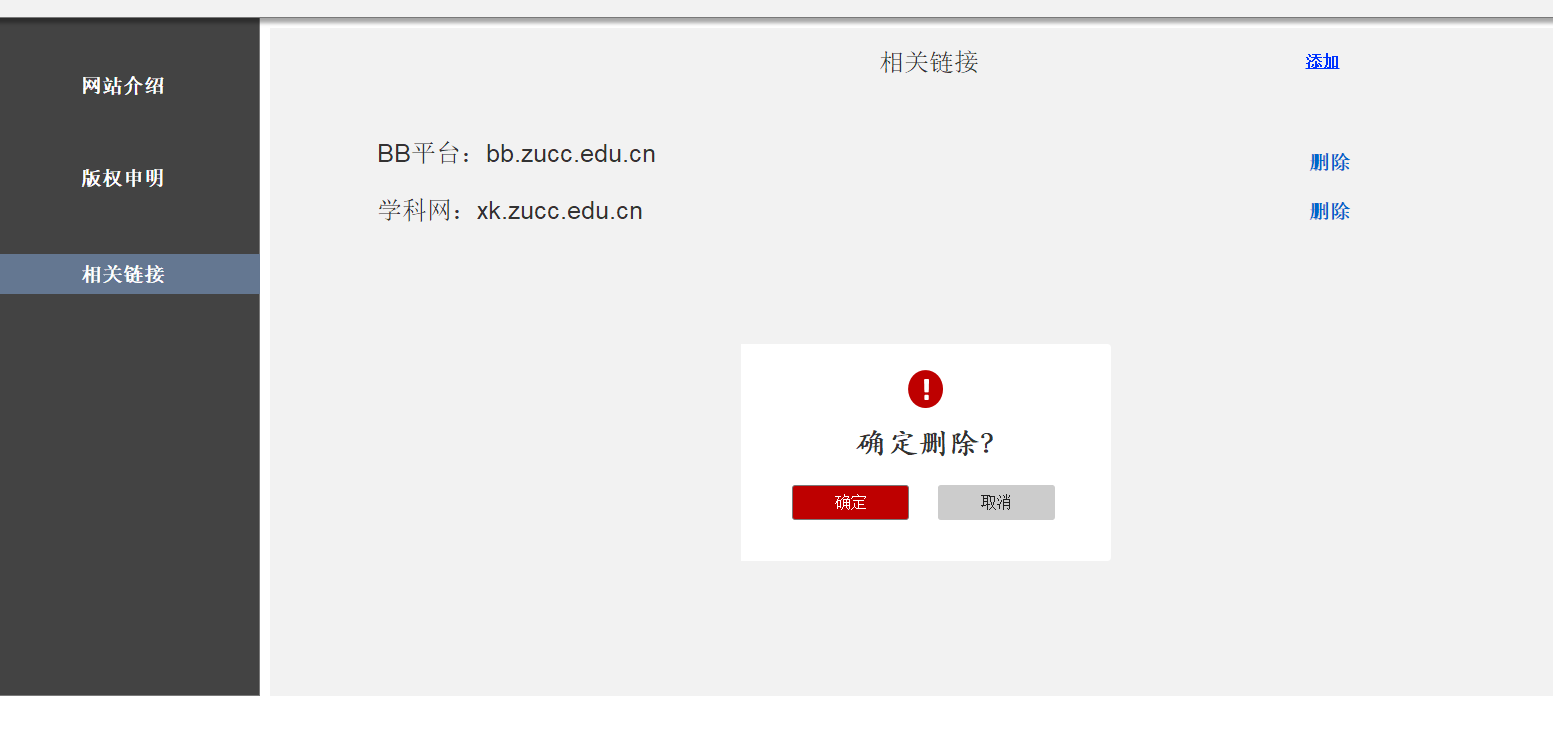 网站介绍
版权申明
相关链接
相关链接
添加
BB平台：bb.zucc.edu.cn
删除
学科网：xk.zucc.edu.cn
删除
确定删除?
确定
取消